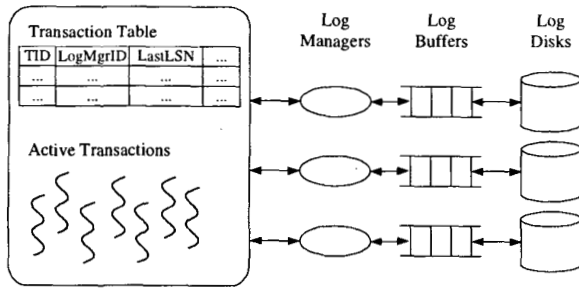 Transaction Table
TID LogMgrID LastLSN ...
... ... ... ...
... ... ... ...
Active Transactions
Log
Managers
Log
Buffers
Log
Disks